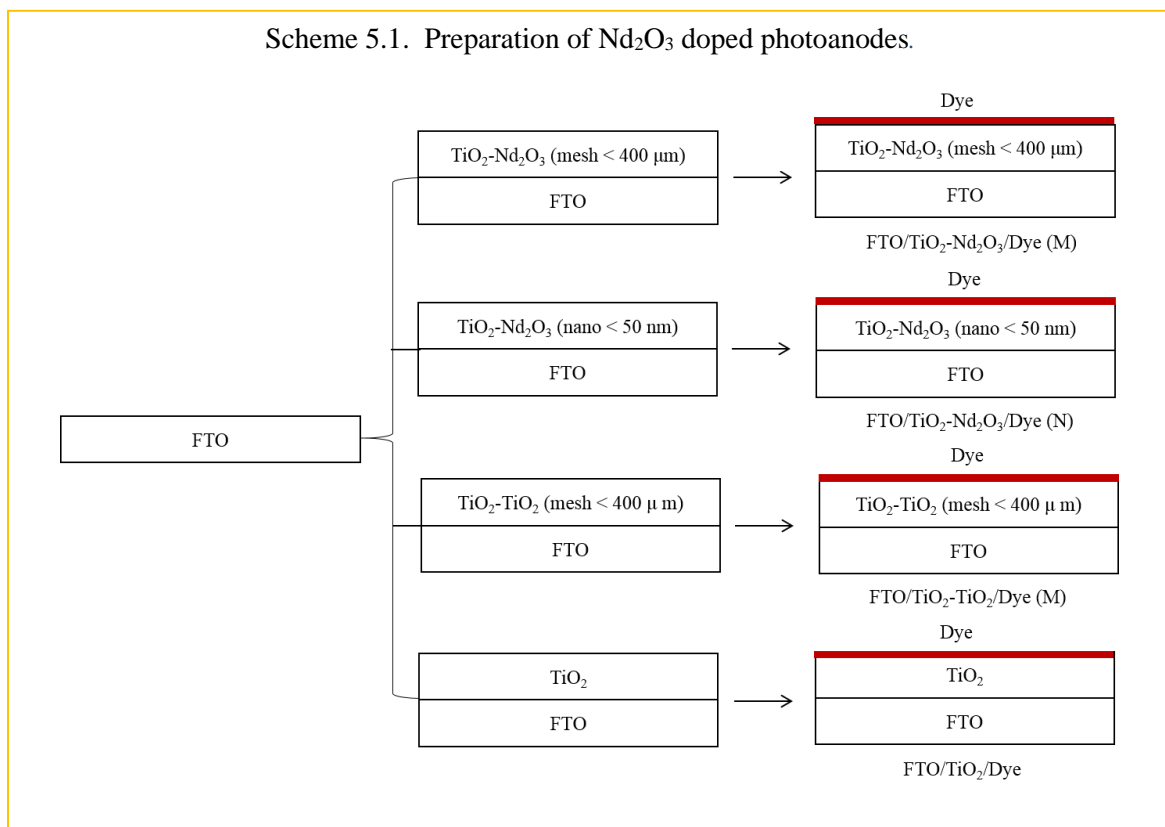 Scheme 5.1. Preparation of Nd₂O₃ doped photoanodes.
Dye
TiO₂-Nd₂O₃ (mesh < 400 μm)
FTO
TiO₂-Nd₂O₃ (mesh < 400 μm)
FTO
FTO/TiO₂-Nd₂O₃/Dye (M)
Dye
TiO₂-Nd₂O₃ (nano < 50 nm)
FTO
TiO₂-Nd₂O₃ (nano < 50 nm)
FTO
FTO/TiO₂-Nd₂O₃/Dye (N)
FTO
Dye
TiO₂-TiO₂ (mesh < 400 μ m)
FTO
TiO₂-TiO₂ (mesh < 400 μ m)
FTO
FTO/TiO₂-TiO₂/Dye (M)
Dye
TiO₂
FTO
TiO₂
FTO
FTO/TiO₂/Dye